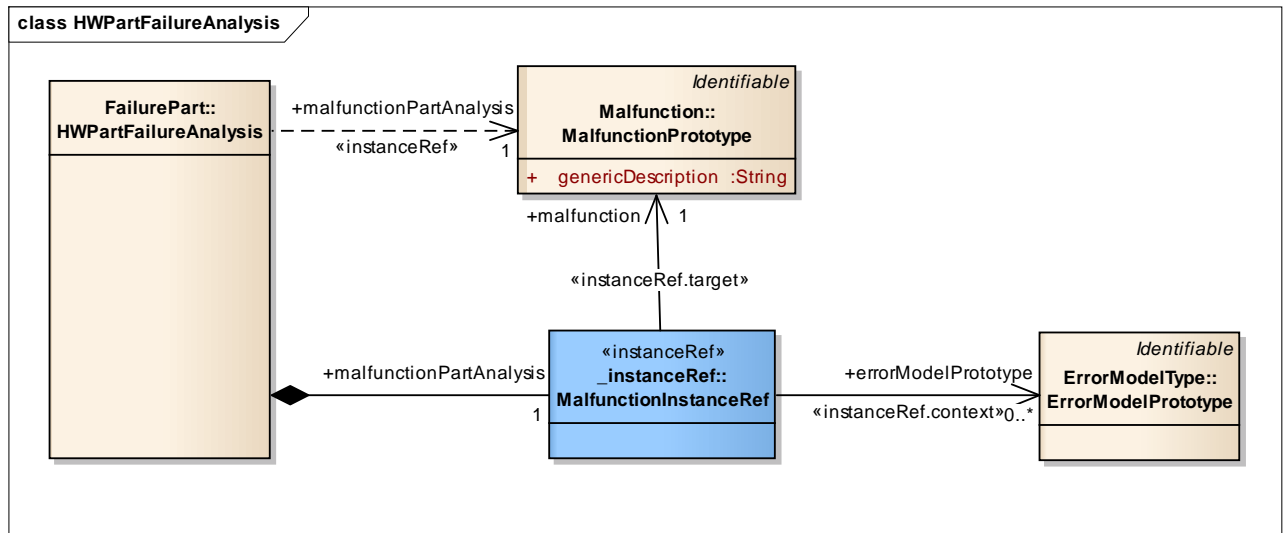 class HWPartFailureAnalysis
FailurePart::
HWPartFailureAnalysis
+malfunctionPartAnalysis
«instanceRef»
1
Identifiable
Malfunction::
MalfunctionPrototype
+ genericDescription :String
+malfunction
1
«instanceRef.target»
+malfunctionPartAnalysis
1
«instanceRef»
_instanceRef::
MalfunctionInstanceRef
+errorModelPrototype
«instanceRef.context»
0..*
Identifiable
ErrorModelType::
ErrorModelPrototype